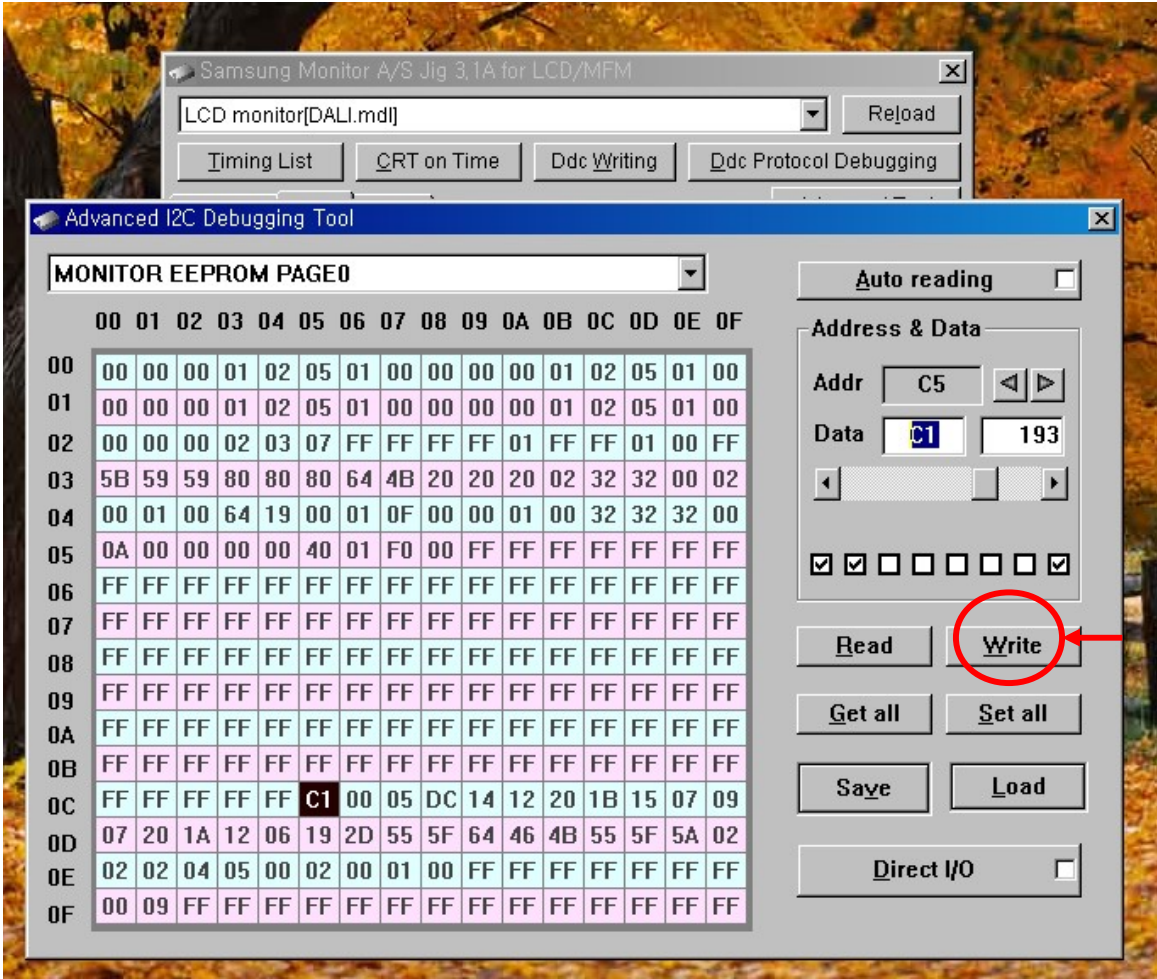 Samsung Monitor A/S Jig 3,1A for LCD/MFM
LCD monitor[DALI.mdl]
Reload
Timing List
CRT on Time
Ddc Writing
Ddc Protocol Debugging
Advanced I2C Debugging Tool
MONITOR EEPROM PAGE0
Auto reading
00 01 02 03 04 05 06 07 08 09 0A 0B 0C 0D 0E 0F
00 00 00 00 01 02 05 01 00 00 00 00 01 02 05 01 00
01 00 00 00 01 02 05 01 00 00 00 00 01 02 05 01 00
02 00 00 00 02 03 07 FF FF FF FF 01 FF FF 01 00 FF
03 5B 59 59 80 80 80 64 4B 20 20 20 02 32 32 00 02
04 00 01 00 64 19 00 01 0F 00 00 01 00 32 32 32 00
05 0A 00 00 00 00 40 01 F0 00 FF FF FF FF FF FF FF
06 FF FF FF FF FF FF FF FF FF FF FF FF FF FF FF FF
07 FF FF FF FF FF FF FF FF FF FF FF FF FF FF FF FF
08 FF FF FF FF FF FF FF FF FF FF FF FF FF FF FF FF
09 FF FF FF FF FF FF FF FF FF FF FF FF FF FF FF FF
0A FF FF FF FF FF FF FF FF FF FF FF FF FF FF FF FF
0B FF FF FF FF FF FF FF FF FF FF FF FF FF FF FF FF
0C FF FF FF FF FF C1 00 05 DC 14 12 20 1B 15 07 09
0D 07 20 1A 12 06 19 2D 55 5F 64 46 4B 55 5F 5A 02
0E 02 02 04 05 00 02 00 01 00 FF FF FF FF FF FF FF
0F 00 09 FF FF FF FF FF FF FF FF FF FF FF FF FF FF
Address & Data
Addr C5
Data C1 193
Read
Write
Get all
Set all
Save
Load
Direct I/O